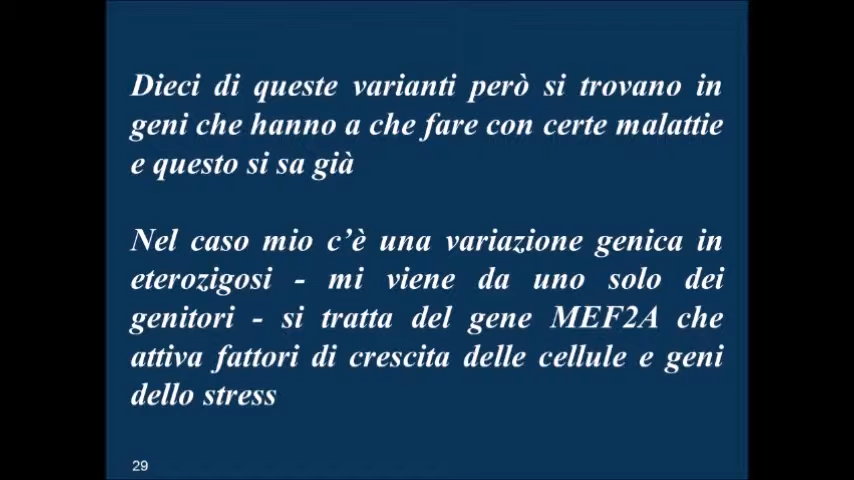 Dieci di queste varianti però si trovano in
geni che hanno a che fare con certe malattie
e questo si sa già
Nel caso mio c'è una variazione genica in
eterozigosi - mi viene da uno solo dei
genitori - si tratta del gene MEF2A che
attiva fattori di crescita delle cellule e geni
dello stress
29